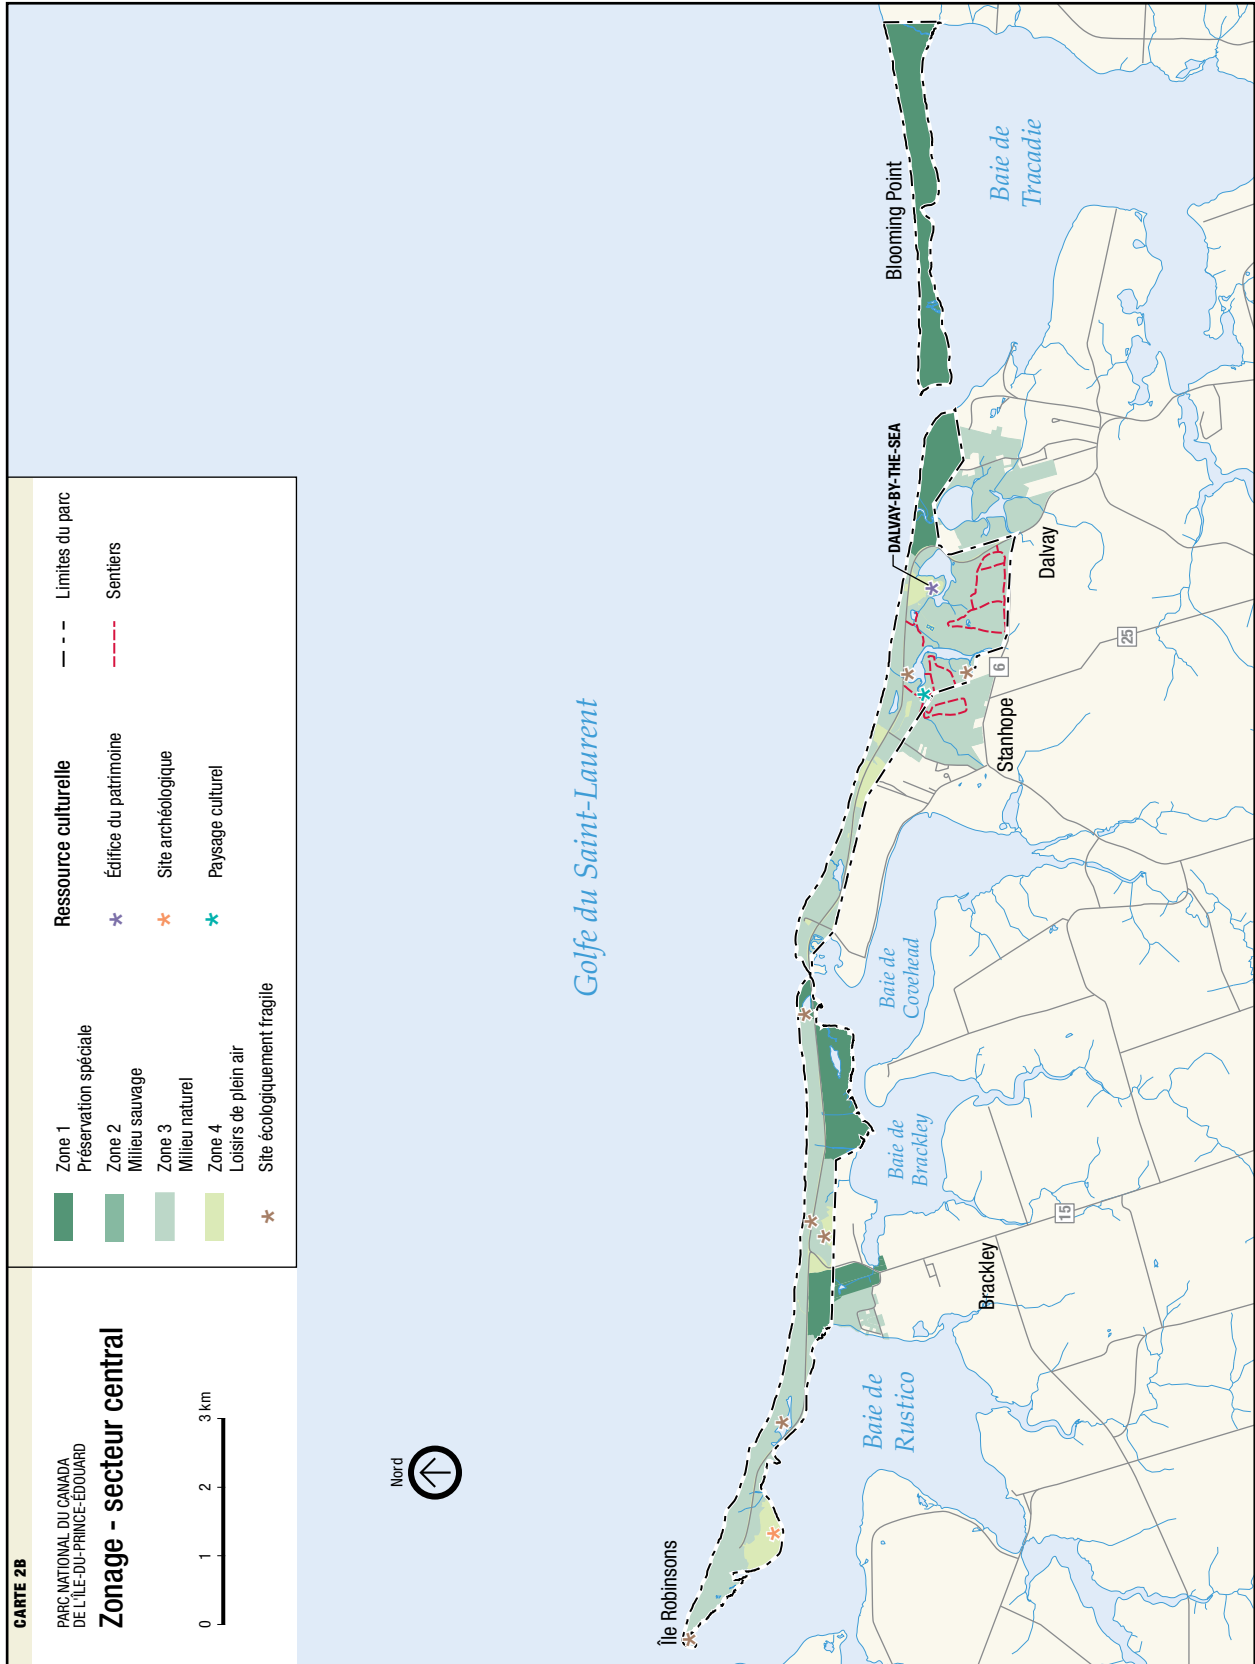 CARTE 2B
PARC NATIONAL DU CANADA
DE L'ÎLE-DU-PRINCE-ÉDOUARD
Zonage - secteur central
0 1 2 3 km
Zone 1
Préservation spéciale
Zone 2
Milieu sauvage
Zone 3
Milieu naturel
Zone 4
Loisirs de plein air
Site écologiquement fragile
Ressource culturelle
Édifice du patrimoine
Site archéologique
Paysage culturel
Limites du parc
Sentiers
Nord
Golfe du Saint-Laurent
Île Robinsons
Baie de
Rustico
Brackley
15
Baie de
Brackley
Baie de
Covehead
Stanhope
6
25
Dalvay
DALVAY-BY-THE-SEA
Blooming Point
Baie de
Tracadie